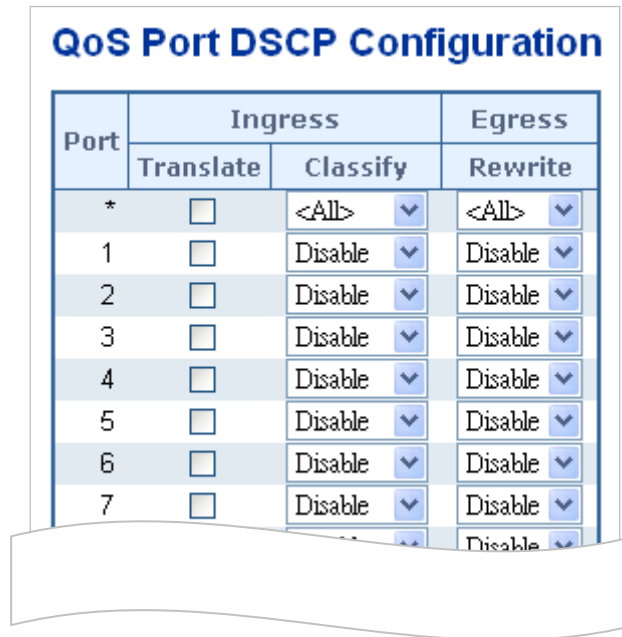 QoS Port DSCP Configuration
Port Ingress Egress
Translate Classify Rewrite
* <All> <All>
1 Disable Disable
2 Disable Disable
3 Disable Disable
4 Disable Disable
5 Disable Disable
6 Disable Disable
7 Disable Disable
Disable